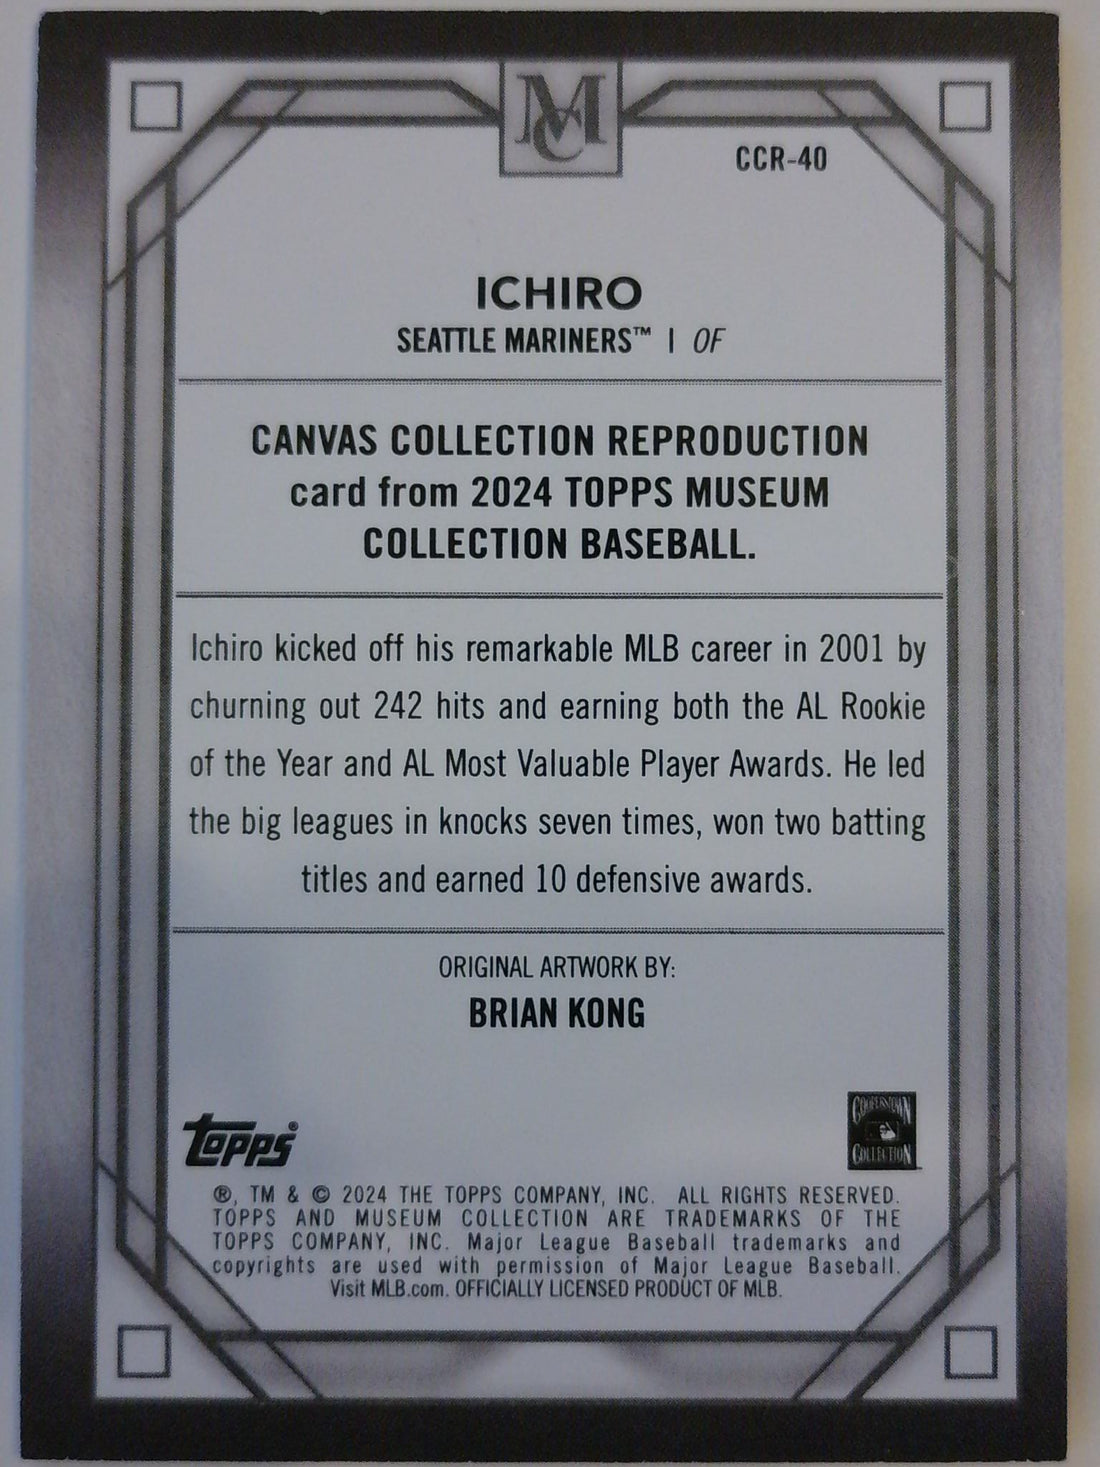 MC
CCR-40
ICHIRO
SEATTLE MARINERS™ | OF
CANVAS COLLECTION REPRODUCTION
card from 2024 TOPPS MUSEUM
COLLECTION BASEBALL.
Ichiro kicked off his remarkable MLB career in 2001 by
churning out 242 hits and earning both the AL Rookie
of the Year and AL Most Valuable Player Awards. He led
the big leagues in knocks seven times, won two batting
titles and earned 10 defensive awards.
ORIGINAL ARTWORK BY:
BRIAN KONG
topps®
COOPERSTOWN
COLLECTION
®, TM & © 2024 THE TOPPS COMPANY, INC. ALL RIGHTS RESERVED.
TOPPS AND MUSEUM COLLECTION ARE TRADEMARKS OF THE
TOPPS COMPANY, INC. Major League Baseball trademarks and
copyrights are used with permission of Major League Baseball.
Visit MLB.com. OFFICIALLY LICENSED PRODUCT OF MLB.